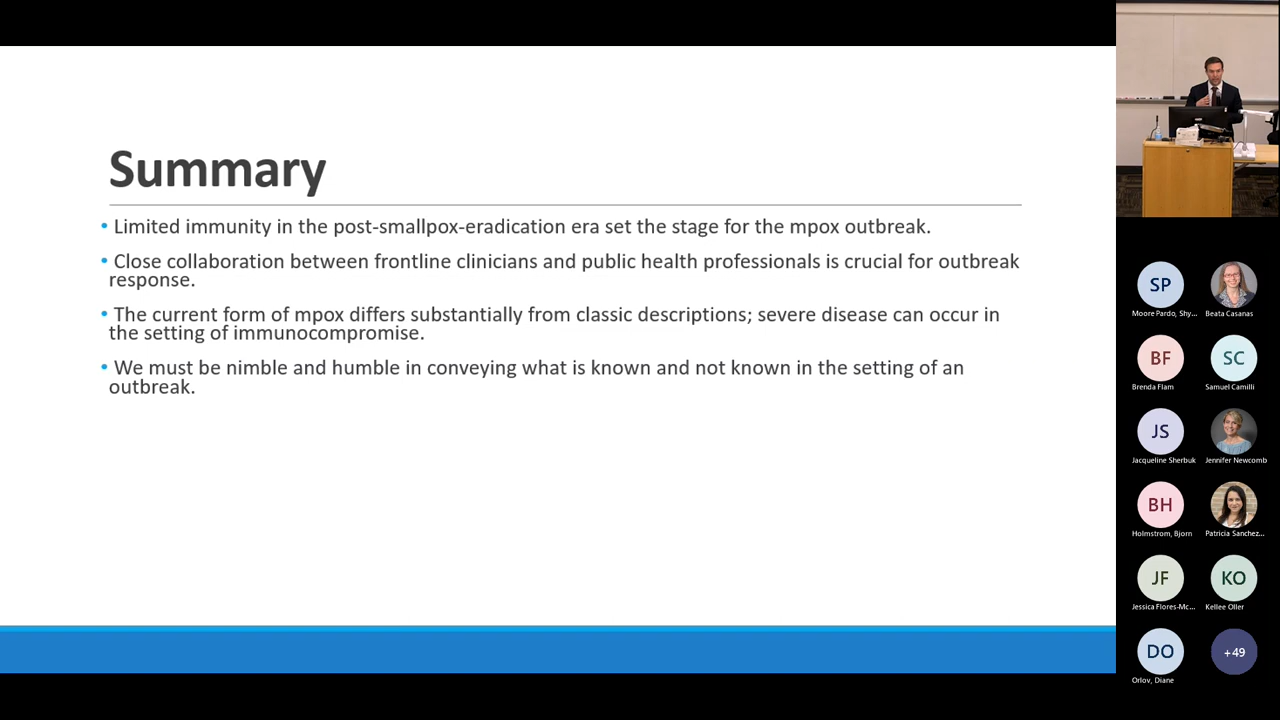 Summary
• Limited immunity in the post-smallpox-eradication era set the stage for the mpox outbreak.
• Close collaboration between frontline clinicians and public health professionals is crucial for outbreak
response.
• The current form of mpox differs substantially from classic descriptions; severe disease can occur in
the setting of immunocompromise.
• We must be nimble and humble in conveying what is known and not known in the setting of an
outbreak.
SP
Moore Pardo, Shy...
Beata Casanas
BF
Brenda Flam
SC
Samuel Camilli
JS
Jacqueline Sherbuk
Jennifer Newcomb
BH
Holmstrom, Bjorn
Patricia Sanchez...
JF
Jessica Flores-Mc...
KO
Kellee Oller
DO
Orlov, Diane
+49